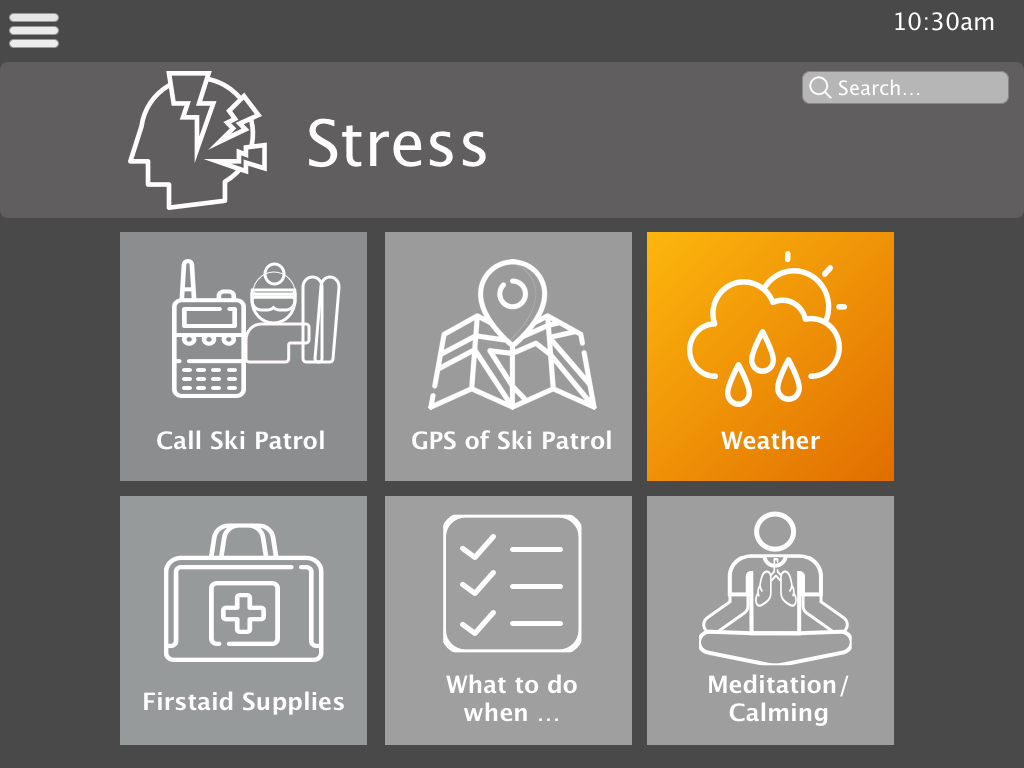 10:30am
Search...
Stress
Call Ski Patrol
GPS of Ski Patrol
Weather
Firstaid Supplies
What to do
when ...
Meditation/
Calming